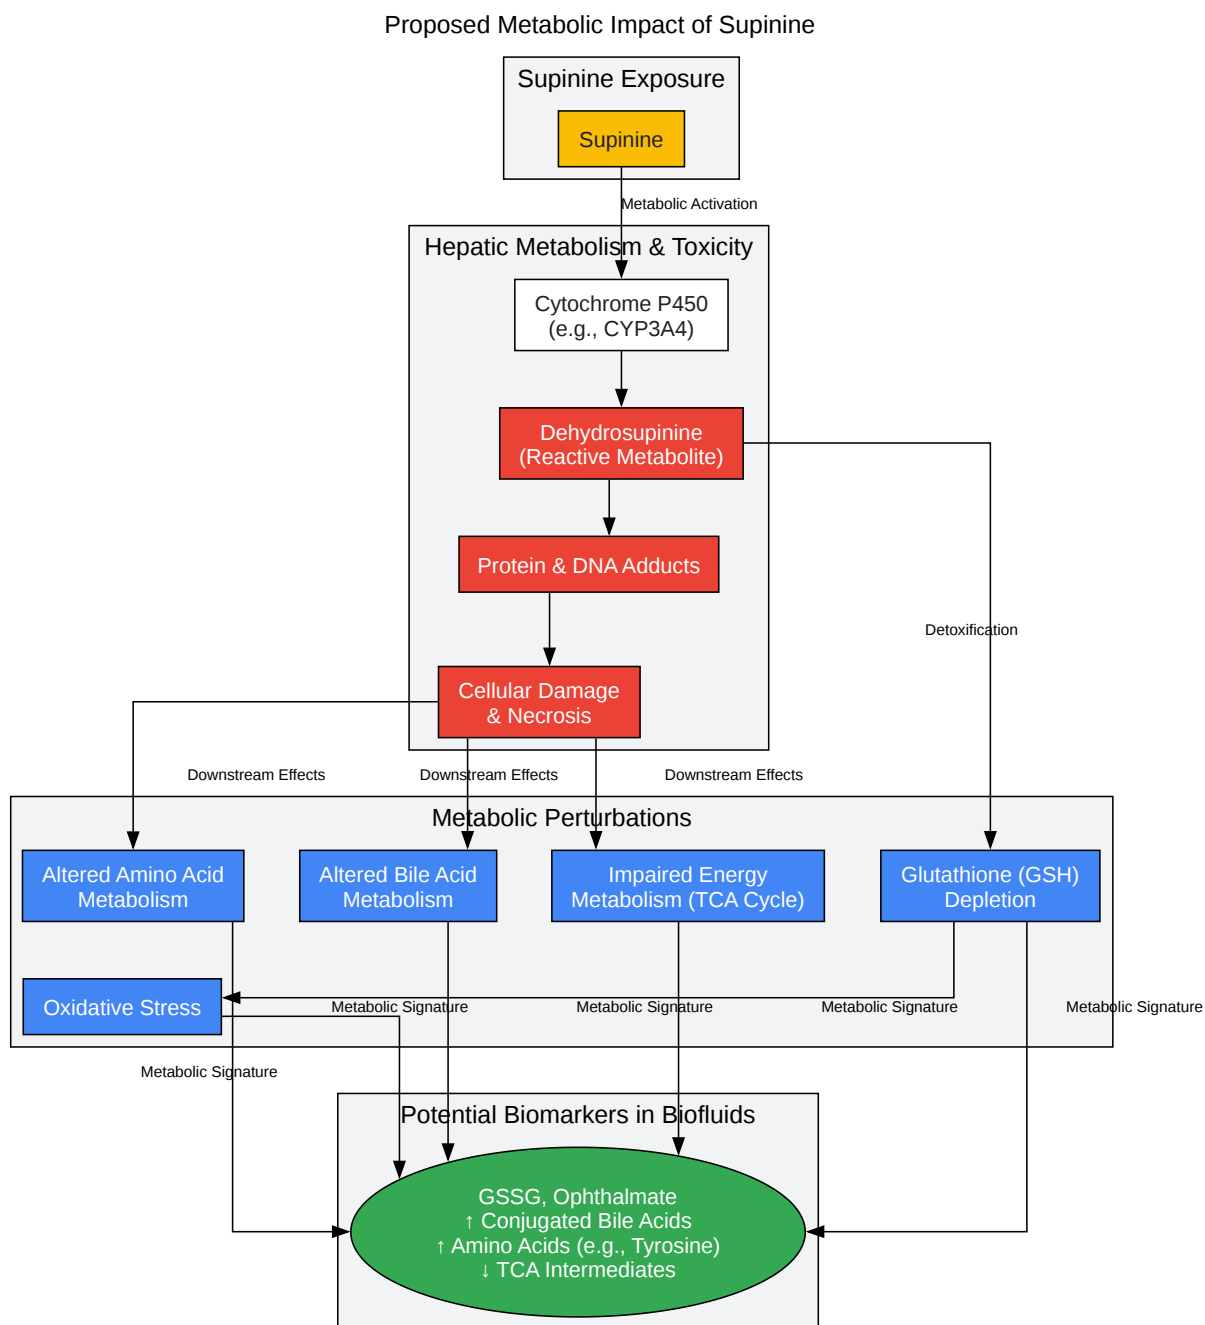 Proposed Metabolic Impact of Supinine
Supinine Exposure
Supinine
Metabolic Activation
Hepatic Metabolism & Toxicity
Cytochrome P450
(e.g., CYP3A4)
Dehydrosupinine
(Reactive Metabolite)
Protein & DNA Adducts
Detoxification
Cellular Damage
& Necrosis
Downstream Effects
Downstream Effects
Downstream Effects
Metabolic Perturbations
Altered Amino Acid
Metabolism
Altered Bile Acid
Metabolism
Impaired Energy
Metabolism (TCA Cycle)
Glutathione (GSH)
Depletion
Oxidative Stress
Metabolic Signature
Metabolic Signature
Metabolic Signature
Metabolic Signature
Metabolic Signature
Potential Biomarkers in Biofluids
GSSG, Ophthalmate
↑ Conjugated Bile Acids
↑ Amino Acids (e.g., Tyrosine)
↓ TCA Intermediates